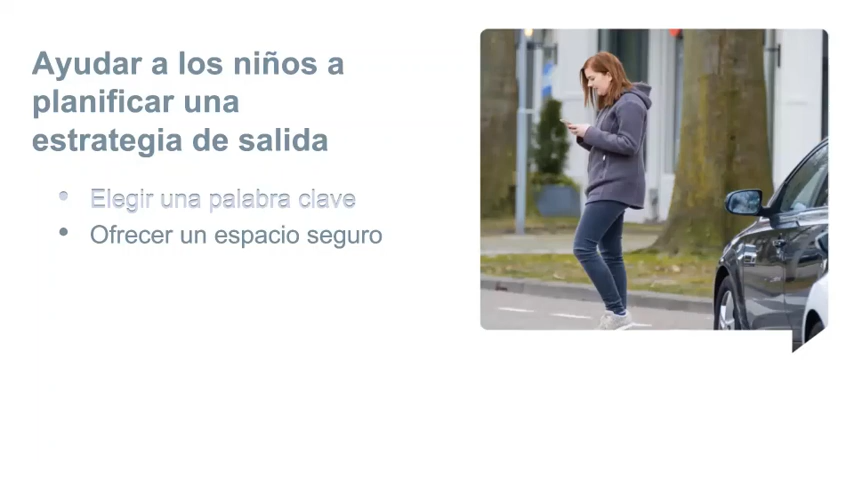 Ayudar a los niños a
planificar una
estrategia de salida
• Elegir una palabra clave
• Ofrecer un espacio seguro